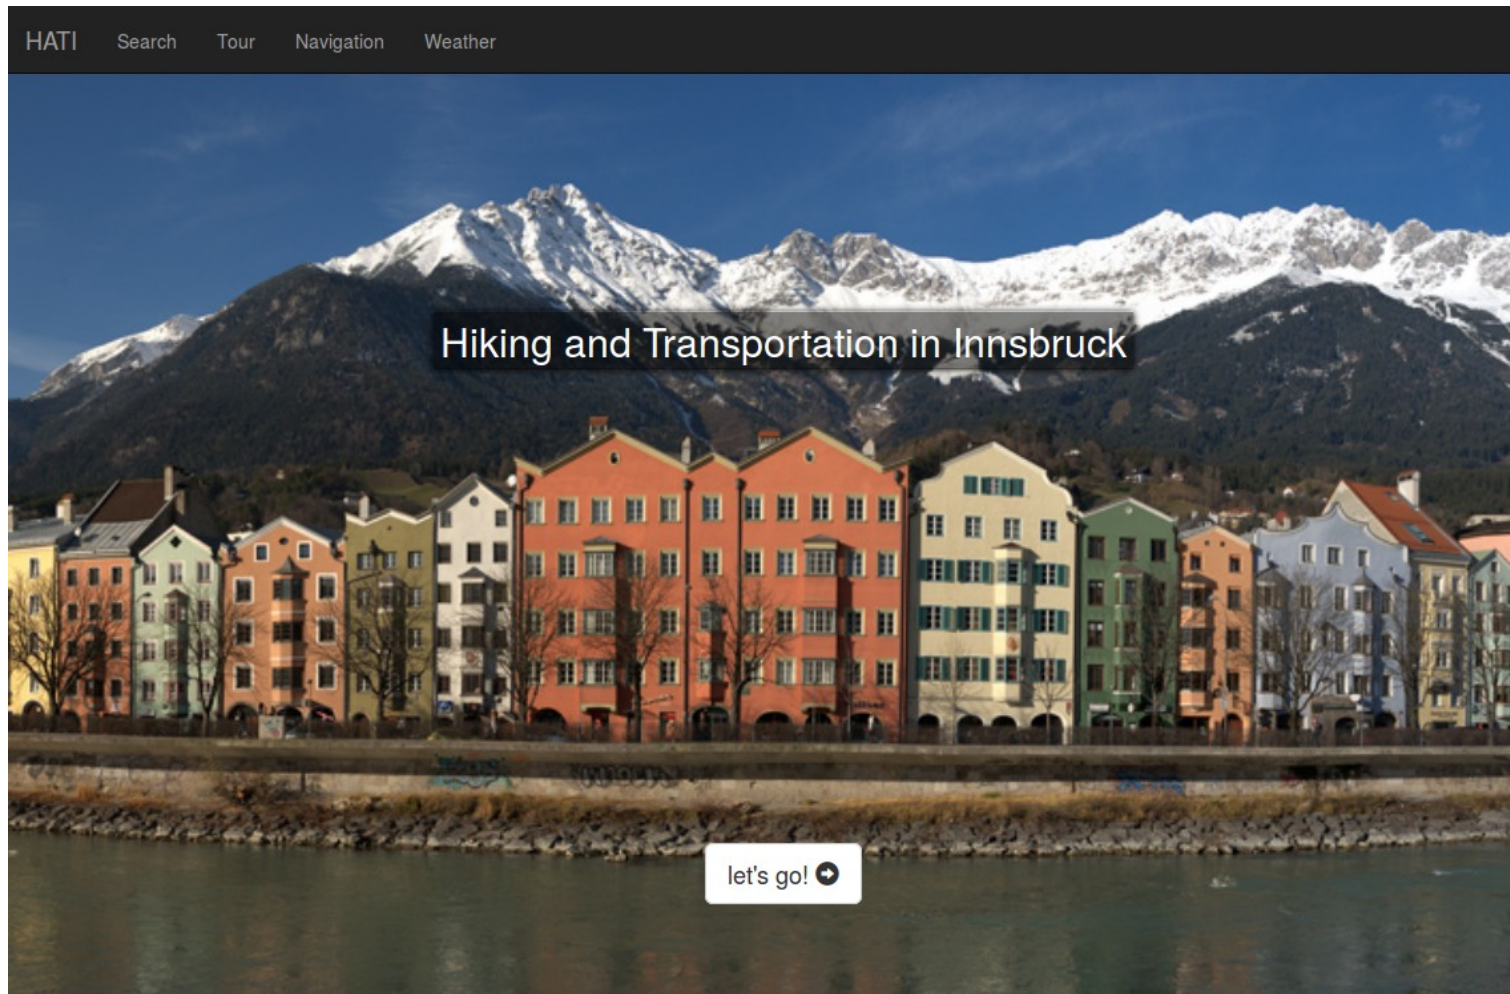 HATI Search Tour Navigation Weather
Hiking and Transportation in Innsbruck
let's go!